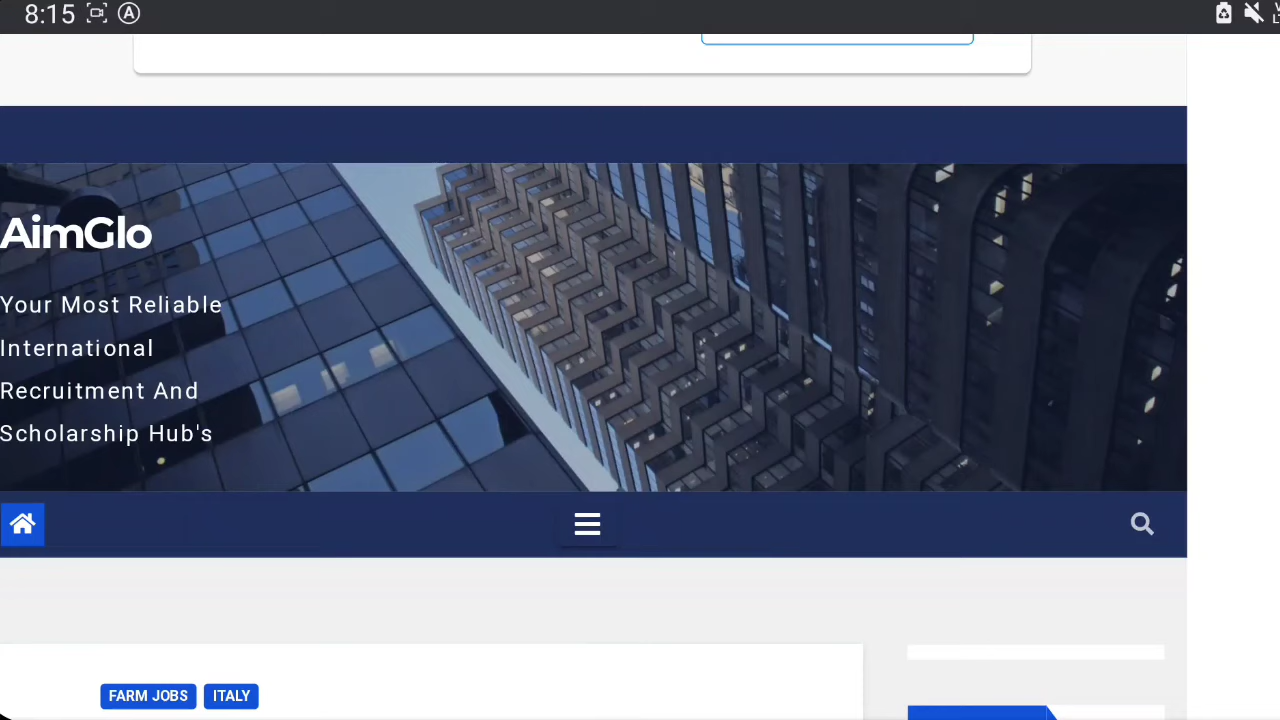 8:15
AimGlo
Your Most Reliable
International
Recruitment And
Scholarship Hub's
FARM JOBS ITALY